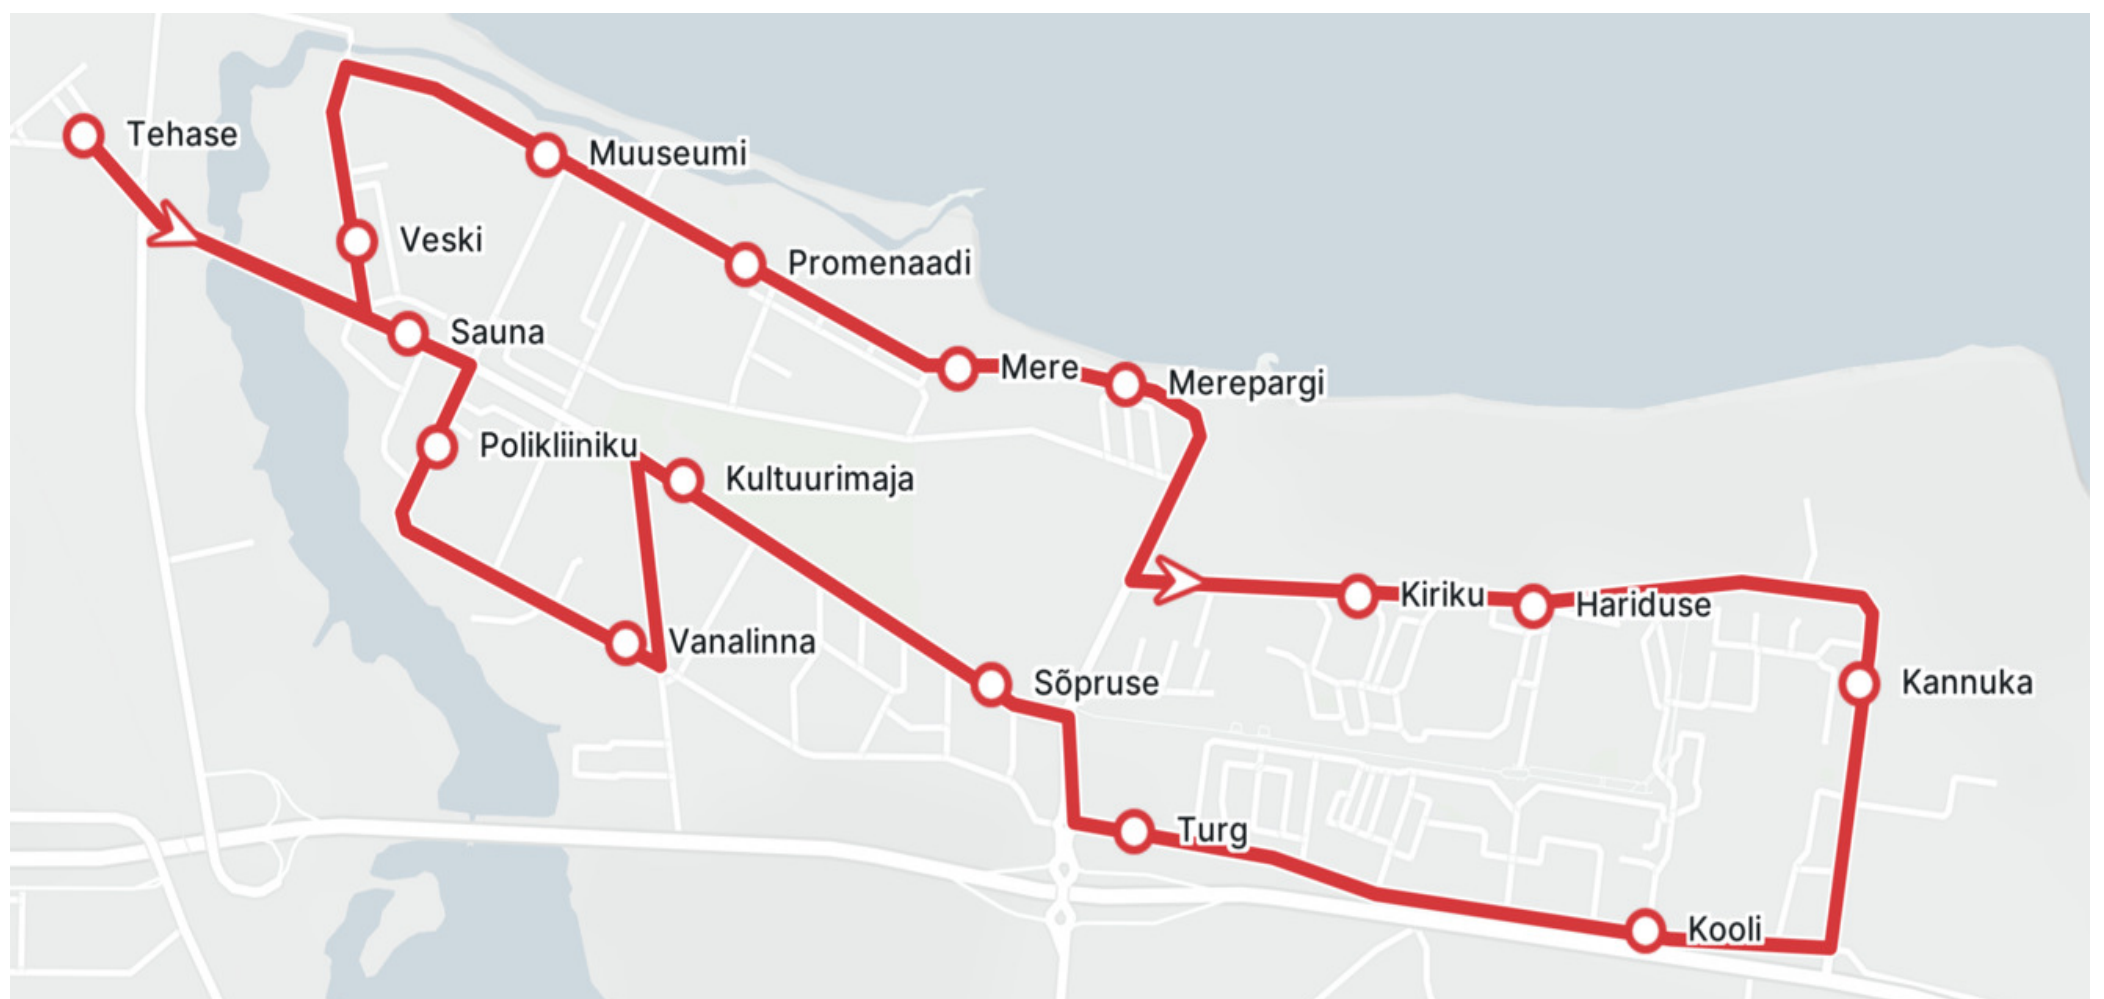 Tehase
Muuseumi
Veski
Promenaadi
Sauna
Mere
Merepargi
Polikliiniku
Kultuurimaja
Kiriku
Hariduse
Vanalinna
Sõpruse
Kannuka
Turg
Kooli